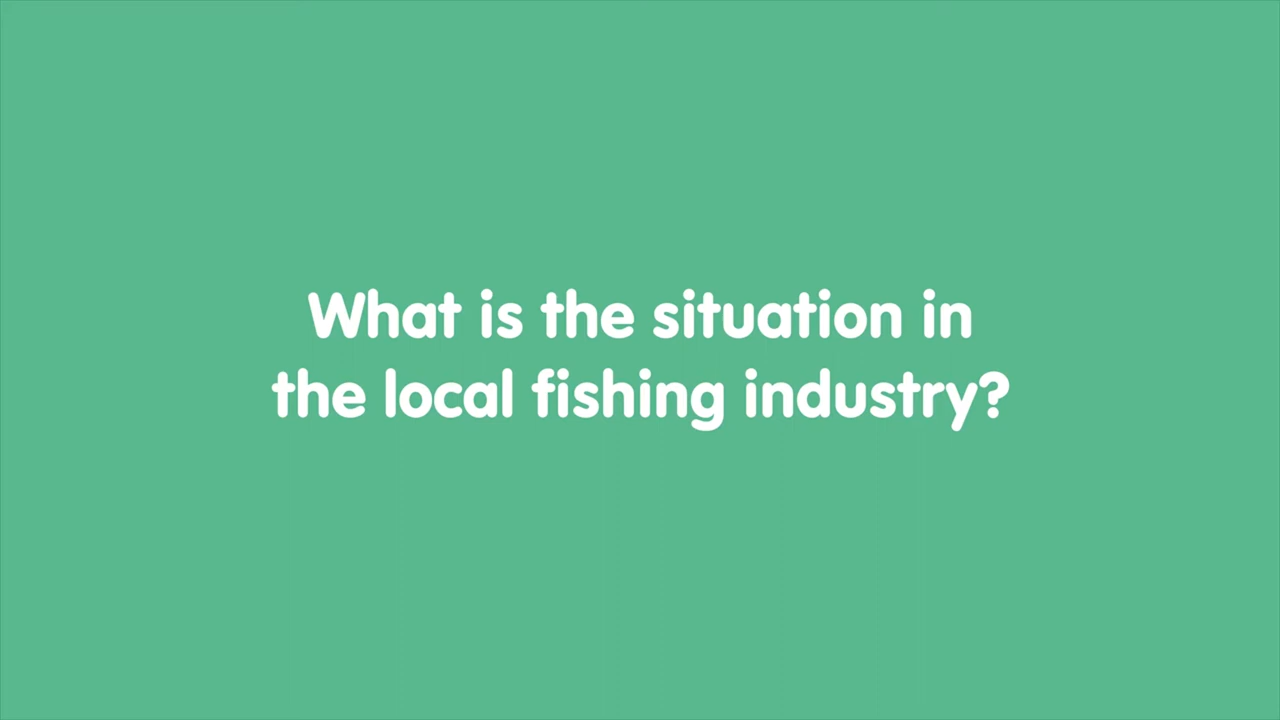 What is the situation in
the local fishing industry?